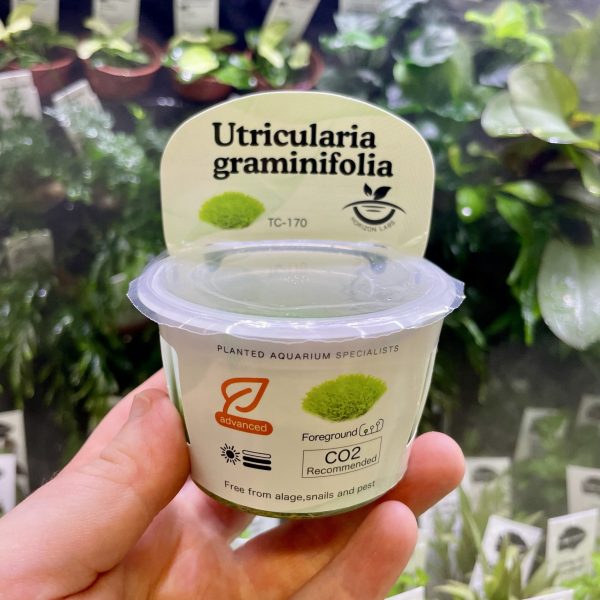 Utricularia
graminifolia
TC-170
HORIZON LABS
PLANTED AQUARIUM SPECIALISTS
advanced
Foreground
CO2
Recommended
Free from alage,snails and pest